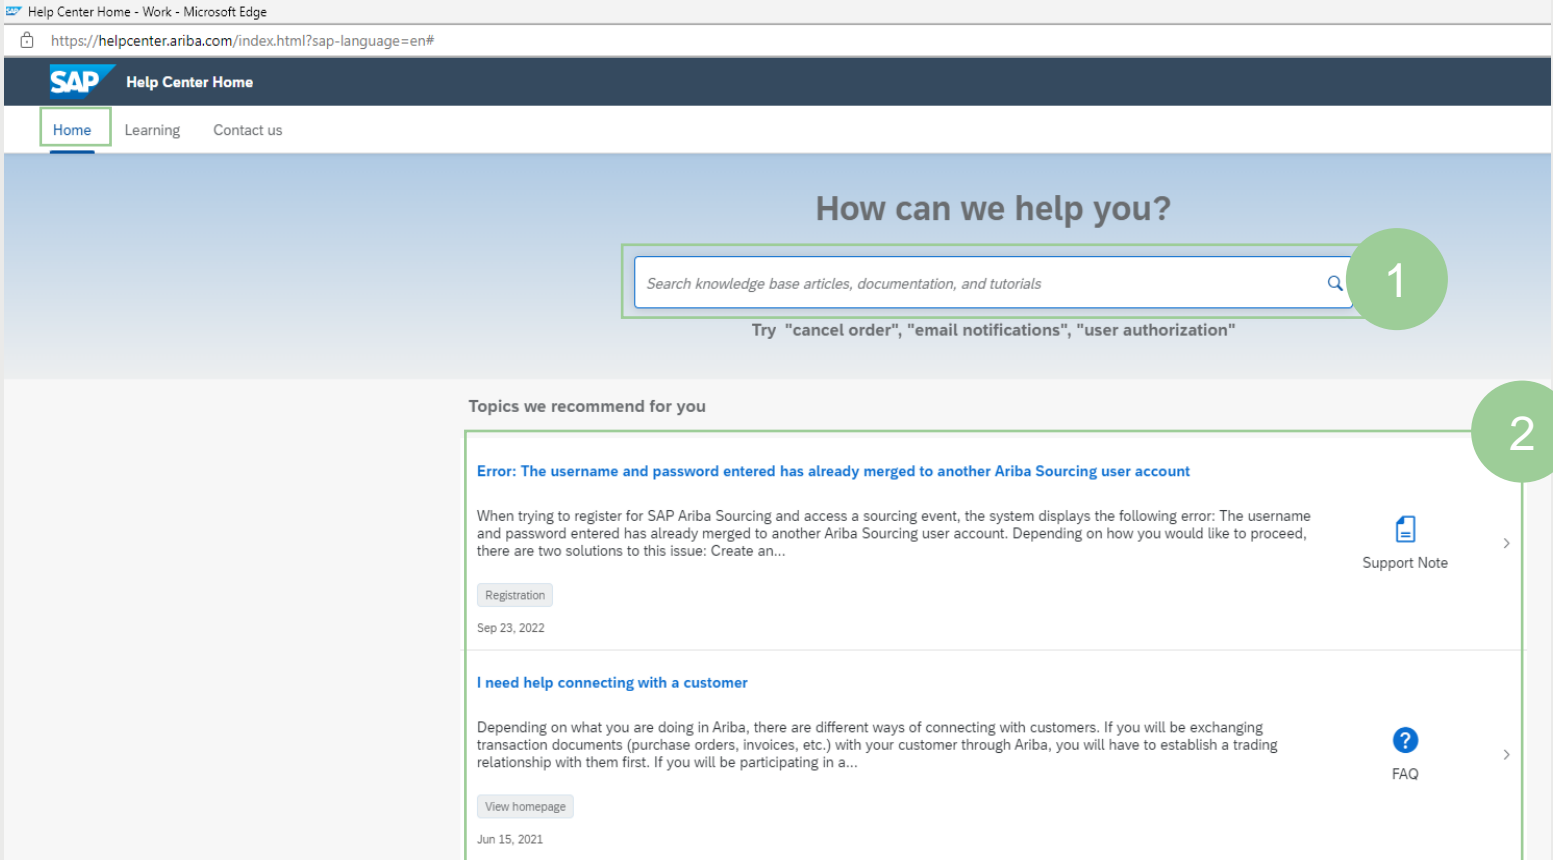 Help Center Home - Work - Microsoft Edge
https://helpcenter.ariba.com/index.html?sap-language=en#
SAP Help Center Home
Home Learning Contact us
How can we help you?
Search knowledge base articles, documentation, and tutorials
1
Try "cancel order", "email notifications", "user authorization"
Topics we recommend for you
2
Error: The username and password entered has already merged to another Ariba Sourcing user account
When trying to register for SAP Ariba Sourcing and access a sourcing event, the system displays the following error: The username
and password entered has already merged to another Ariba Sourcing user account. Depending on how you would like to proceed,
there are two solutions to this issue: Create an...
Support Note
Registration
Sep 23, 2022
I need help connecting with a customer
Depending on what you are doing in Ariba, there are different ways of connecting with customers. If you will be exchanging
transaction documents (purchase orders, invoices, etc.) with your customer through Ariba, you will have to establish a trading
relationship with them first. If you will be participating in a...
?
FAQ
View homepage
Jun 15, 2021